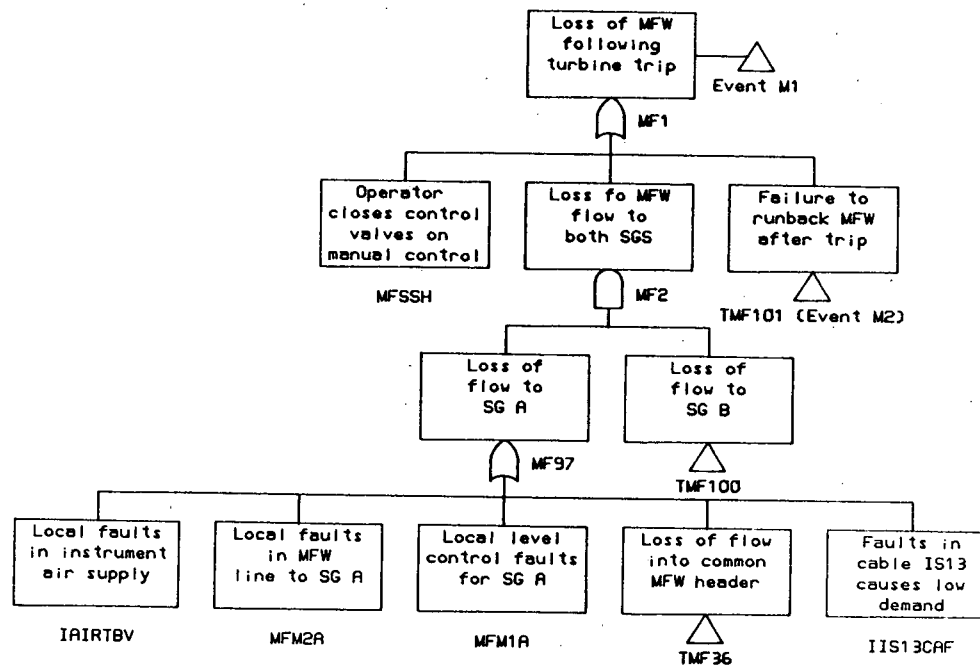 Loss of MFW
following
turbine trip
Event M1
MF1
Operator
closes control
valves on
manual control
MFSSH
Loss fo MFW
flow to
both SGS
MF2
Failure to
runback MFW
after trip
TMF101 (Event M2)
Loss of
flow to
SG A
MF97
Loss of
flow to
SG B
TMF100
Local faults
in instrument
air supply
IAIRTBV
Local faults
in MFW
line to SG A
MFM2A
Local level
control faults
for SG A
MFM1A
Loss of flow
into common
MFW header
TMF36
Faults in
cable IS13
causes low
demand
IIS13CAF